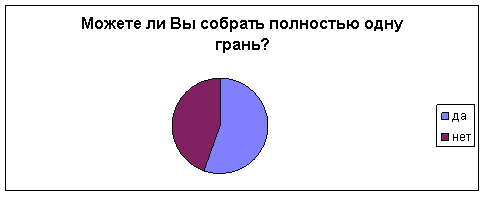 Можете ли Вы собрать полностью одну
грань?
да
нет